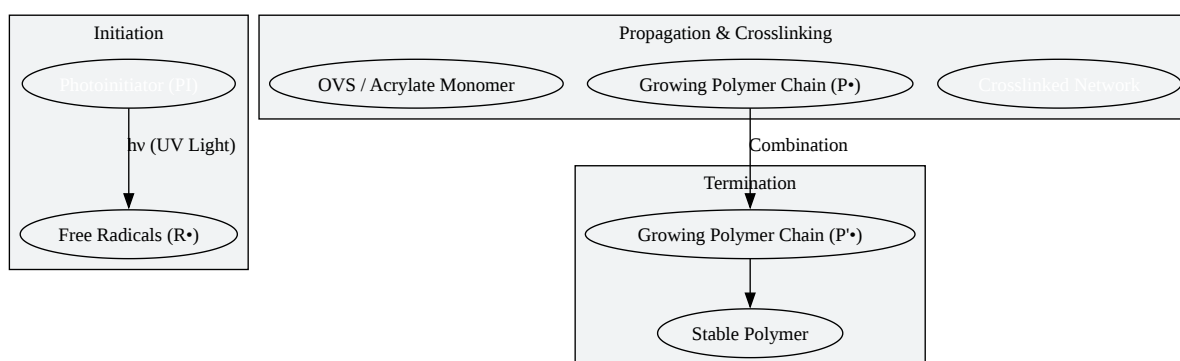 Initiation
Photoinitiator (PI)
hν (UV Light)
Free Radicals (R•)
Propagation & Crosslinking
OVS / Acrylate Monomer
Growing Polymer Chain (P•)
Crosslinked Network
Combination
Termination
Growing Polymer Chain (P'•)
Stable Polymer